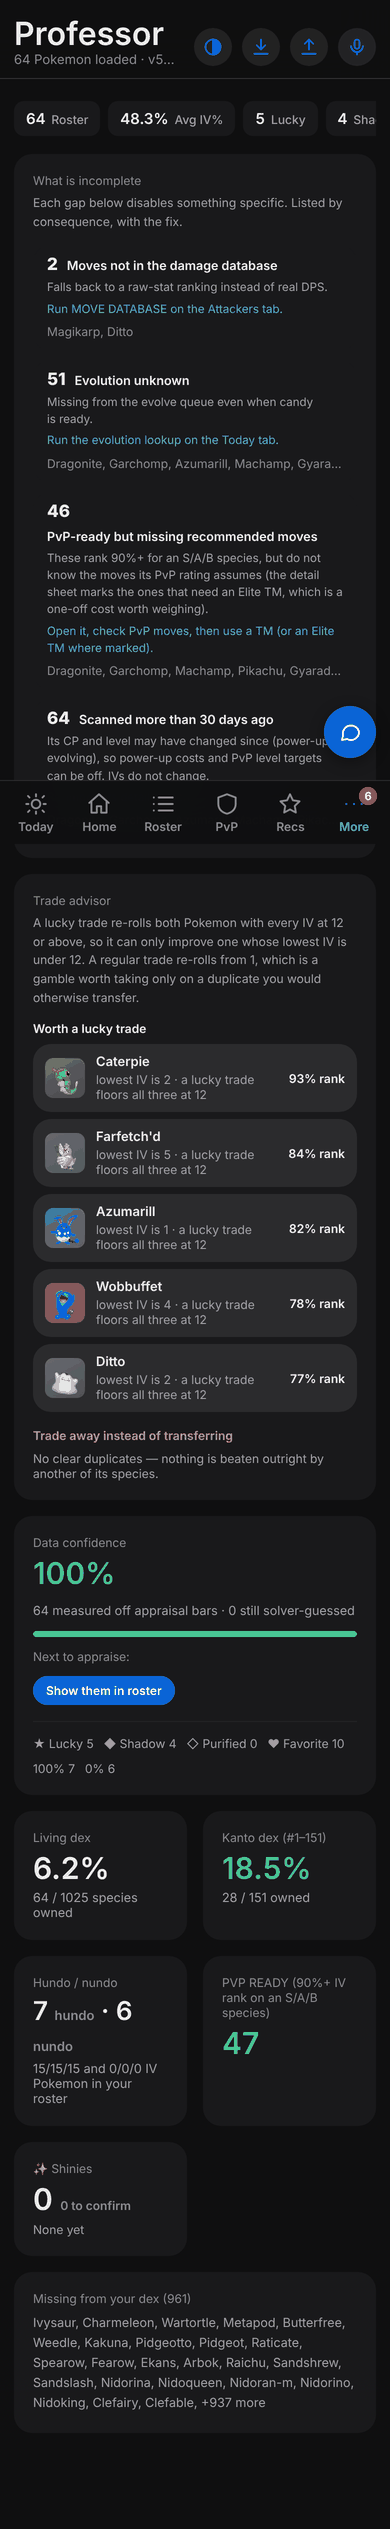 Professor
64 Pokemon loaded · v5...
64 Roster
48.3% Avg IV%
5 Lucky
4 Sha
What is incomplete
Each gap below disables something specific. Listed by
consequence, with the fix.
2 Moves not in the damage database
Falls back to a raw-stat ranking instead of real DPS.
Run MOVE DATABASE on the Attackers tab.
Magikarp, Ditto
51 Evolution unknown
Missing from the evolve queue even when candy
is ready.
Run the evolution lookup on the Today tab.
Dragonite, Garchomp, Azumarill, Machamp, Gyara...
46
PvP-ready but missing recommended moves
These rank 90%+ for an S/A/B species, but do not
know the moves its PvP rating assumes (the detail
sheet marks the ones that need an Elite TM, which is a
one-off cost worth weighing).
Open it, check PvP moves, then use a TM (or an Elite
TM where marked).
Dragonite, Garchomp, Machamp, Pikachu, Gyarad...
64 Scanned more than 30 days ago
Its CP and level may have changed since (power-up
evolving), so power-up costs and PvP level targets
can be off. IVs do not change.
6
Today
Home
Roster
PvP
Recs
More
Trade advisor
A lucky trade re-rolls both Pokemon with every IV at 12
or above, so it can only improve one whose lowest IV is
under 12. A regular trade re-rolls from 1, which is a
gamble worth taking only on a duplicate you would
otherwise transfer.
Worth a lucky trade
Caterpie
lowest IV is 2 · a lucky trade
floors all three at 12
93% rank
Farfetch'd
lowest IV is 5 · a lucky trade
floors all three at 12
84% rank
Azumarill
lowest IV is 1 · a lucky trade
floors all three at 12
82% rank
Wobbuffet
lowest IV is 4 · a lucky trade
floors all three at 12
78% rank
Ditto
lowest IV is 2 · a lucky trade
floors all three at 12
77% rank
Trade away instead of transferring
No clear duplicates — nothing is beaten outright by
another of its species.
Data confidence
100%
64 measured off appraisal bars · 0 still solver-guessed
Next to appraise:
Show them in roster
★ Lucky 5 ◆ Shadow 4 ◇ Purified 0 ♥ Favorite 10
100% 7 0% 6
Living dex
6.2%
64 / 1025 species
owned
Kanto dex (#1–151)
18.5%
28 / 151 owned
Hundo / nundo
7 hundo · 6
nundo
15/15/15 and 0/0/0 IV
Pokemon in your
roster
PVP READY (90%+ IV
rank on an S/A/B
species)
47
✨ Shinies
0 0 to confirm
None yet
Missing from your dex (961)
Ivysaur, Charmeleon, Wartortle, Metapod, Butterfree,
Weedle, Kakuna, Pidgeotto, Pidgeot, Raticate,
Spearow, Fearow, Ekans, Arbok, Raichu, Sandshrew,
Sandslash, Nidorina, Nidoqueen, Nidoran-m, Nidorino,
Nidoking, Clefairy, Clefable, +937 more